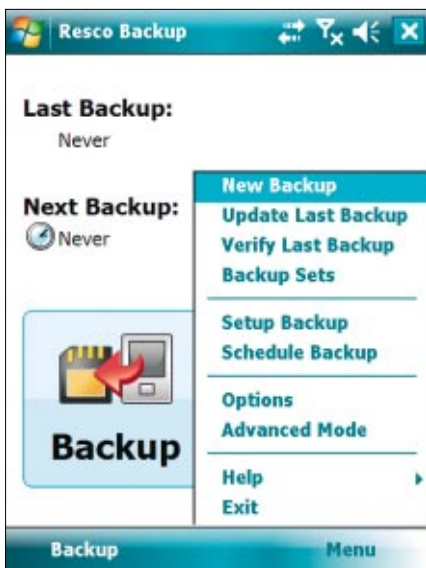 Resco Backup
Last Backup:
Never
Next Backup:
Never
Backup
New Backup
Update Last Backup
Verify Last Backup
Backup Sets
Setup Backup
Schedule Backup
Options
Advanced Mode
Help
Exit
Backup
Menu